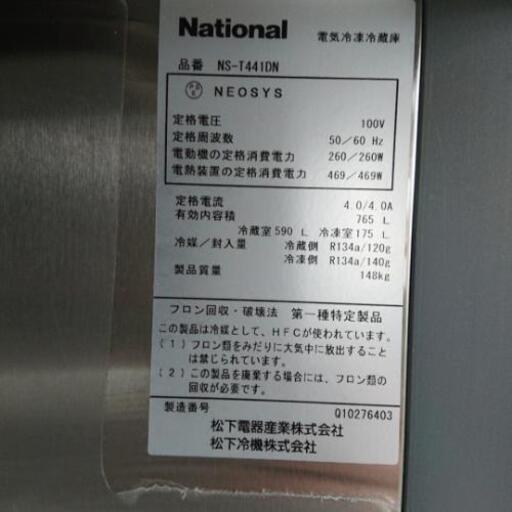 National 電気冷凍冷蔵庫
品番 NS-T441DN
PSE NEOSYS
定格電圧 100V
定格周波数 50/60 Hz
電動機の定格消費電力 260/260W
電熱装置の定格消費電力 469/469W
定格電流 4.0/4.0A
有効内容積 765 L
冷蔵室590 L 冷凍室175 L
冷媒/封入量 冷蔵側 R134a/120g
冷凍側 R134a/140g
製品質量 148kg
フロン回収・破壊法 第一種特定製品
この製品は冷媒として、HFCが使われています。
(1)フロン類をみだりに大気中に放出すること
は禁じられています。
(2)この製品を廃棄する場合には、フロン類の
回収が必要です。
製造番号 Q10276403
松下電器産業株式会社
松下冷機株式会社